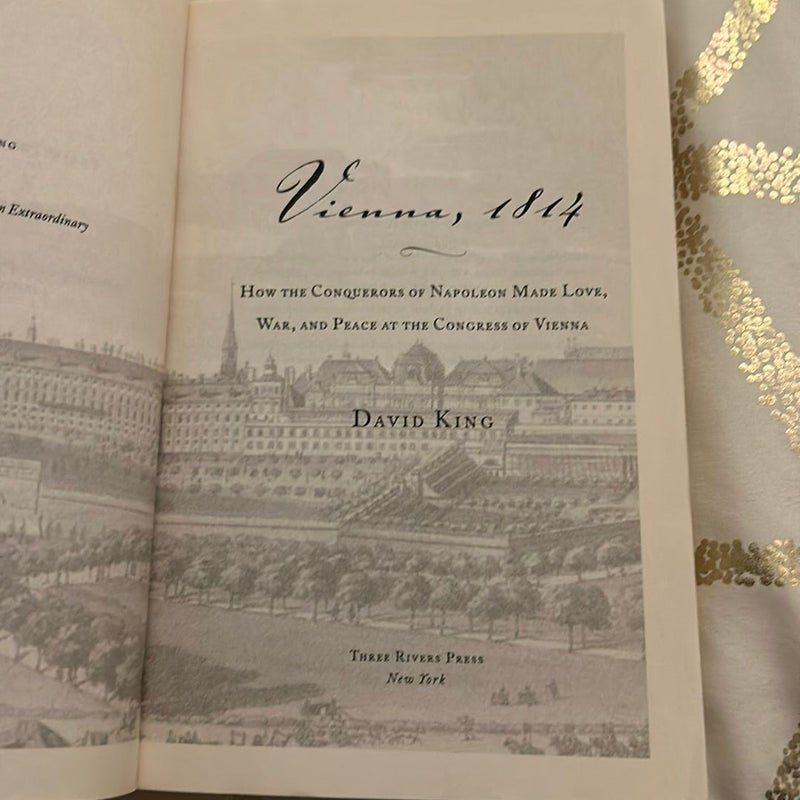 NG
n Extraordinary
Vienna, 1814
How the Conquerors of Napoleon Made Love,
War, and Peace at the Congress of Vienna
David King
Three Rivers Press
New York